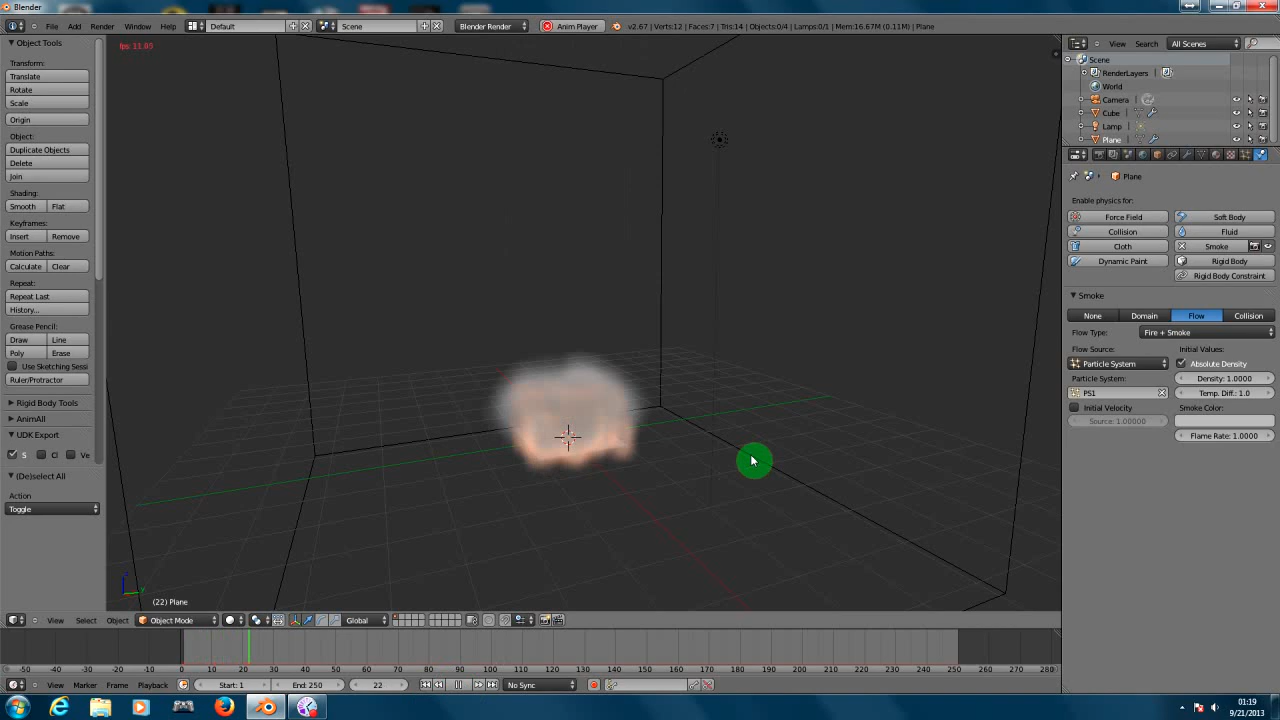 Blender
File Add Render Window Help
Default
Scene
Blender Render
Anim Player
v2.67 | Verts:12 | Faces:7 | Tris:14 | Objects:0/4 | Lamps:0/1 | Mem:16.67M (0.11M) | Plane
Object Tools
Transform:
Translate
Rotate
Scale
Origin
Object:
Duplicate Objects
Delete
Join
Shading:
Smooth Flat
Keyframes:
Insert Remove
Motion Paths:
Calculate Clear
Repeat:
Repeat Last
History...
Grease Pencil:
Draw Line
Poly Erase
Use Sketching Sessi
Ruler/Protractor
Rigid Body Tools
AnimAll
UDK Export
S Cl Ve
(De)select All
Action
Toggle
(22) Plane
View Search All Scenes
Scene
RenderLayers
World
Camera
Cube
Lamp
Plane
Plane
Enable physics for:
Force Field Soft Body
Collision Fluid
Cloth Smoke
Dynamic Paint Rigid Body
Rigid Body Constraint
Smoke
None Domain Flow Collision
Flow Type: Fire + Smoke
Flow Source: Initial Values:
Particle System Absolute Density
Particle System: Density: 1.0000
PS1 Temp. Diff.: 1.0
Initial Velocity Smoke Color:
Source: 1.00000
Flame Rate: 1.0000
View Select Object Object Mode Global
-50 -40 -30 -20 -10 0 10 20 30 40 50 60 70 80 90 100 110 120 130 140 150 160 170 180 190 200 210 220 230 240 250 260 270 280
View Marker Frame Playback Start: 1 End: 250 22 No Sync
01:19
9/21/2013